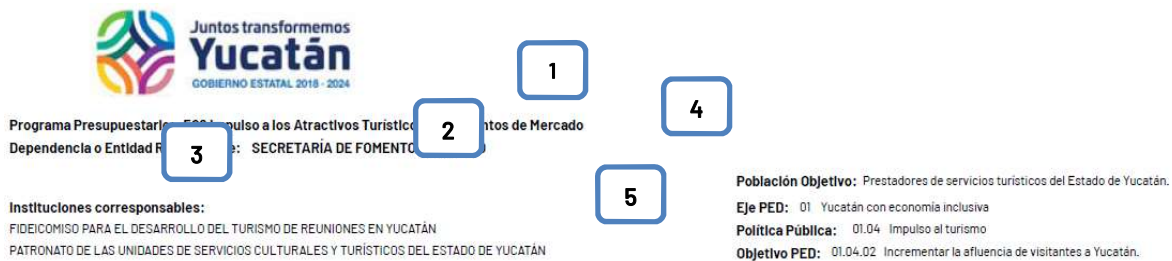 Juntos transformemos
Yucatán
GOBIERNO ESTATAL 2018 - 2024
1
4
Programa Presupuestario a los Atractivos 2 de Mercado
Dependencia o Entidad 3 SECRETARÍA DE FOMENTO
5
Población Objetivo: Prestadores de servicios turísticos del Estado de Yucatán.
Instituciones corresponsables:
Eje PED: 01 Yucatán con economía inclusiva
FIDEICOMISO PARA EL DESARROLLO DEL TURISMO DE REUNIONES EN YUCATÁN
Política Pública: 01.04 Impulso al turismo
PATRONATO DE LAS UNIDADES DE SERVICIOS CULTURALES Y TURÍSTICOS DEL ESTADO DE YUCATÁN
Objetivo PED: 01.04.02 Incrementar la afluencia de visitantes a Yucatán.